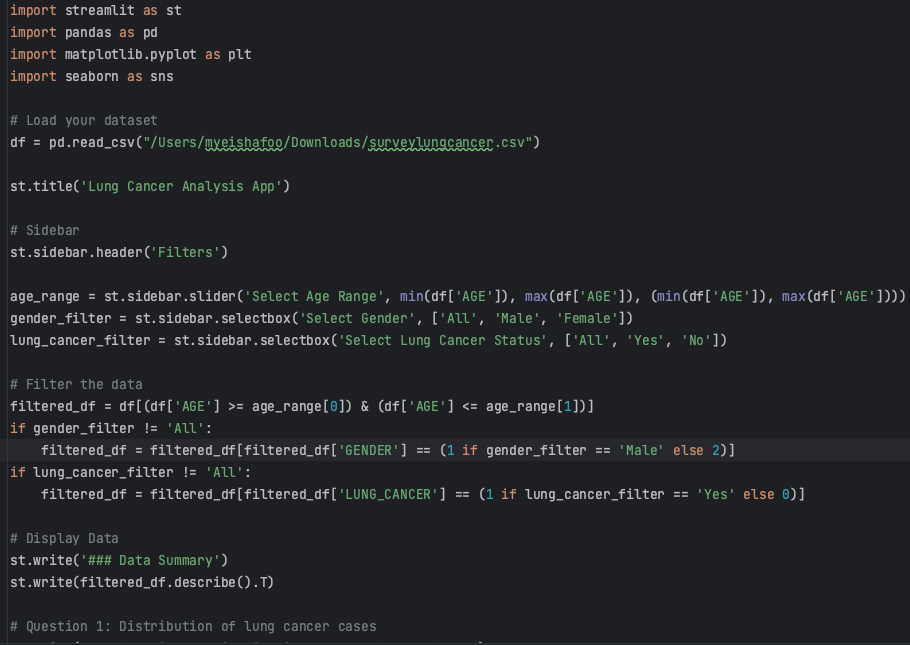 import streamlit as st
import pandas as pd
import matplotlib.pyplot as plt
import seaborn as sns
# Load your dataset
df = pd.read_csv("/Users/myeishafoo/Downloads/surveylungcancer.csv")
st.title('Lung Cancer Analysis App')
# Sidebar
st.sidebar.header('Filters')
age_range = st.sidebar.slider('Select Age Range', min(df['AGE']), max(df['AGE']), (min(df['AGE']), max(df['AGE'])))
gender_filter = st.sidebar.selectbox('Select Gender', ['All', 'Male', 'Female'])
lung_cancer_filter = st.sidebar.selectbox('Select Lung Cancer Status', ['All', 'Yes', 'No'])
# Filter the data
filtered_df = df[(df['AGE'] >= age_range[0]) & (df['AGE'] <= age_range[1])]
if gender_filter != 'All':
    filtered_df = filtered_df[filtered_df['GENDER'] == (1 if gender_filter == 'Male' else 2)]
if lung_cancer_filter != 'All':
    filtered_df = filtered_df[filtered_df['LUNG_CANCER'] == (1 if lung_cancer_filter == 'Yes' else 0)]
# Display Data
st.write('### Data Summary')
st.write(filtered_df.describe().T)
# Question 1: Distribution of lung cancer cases